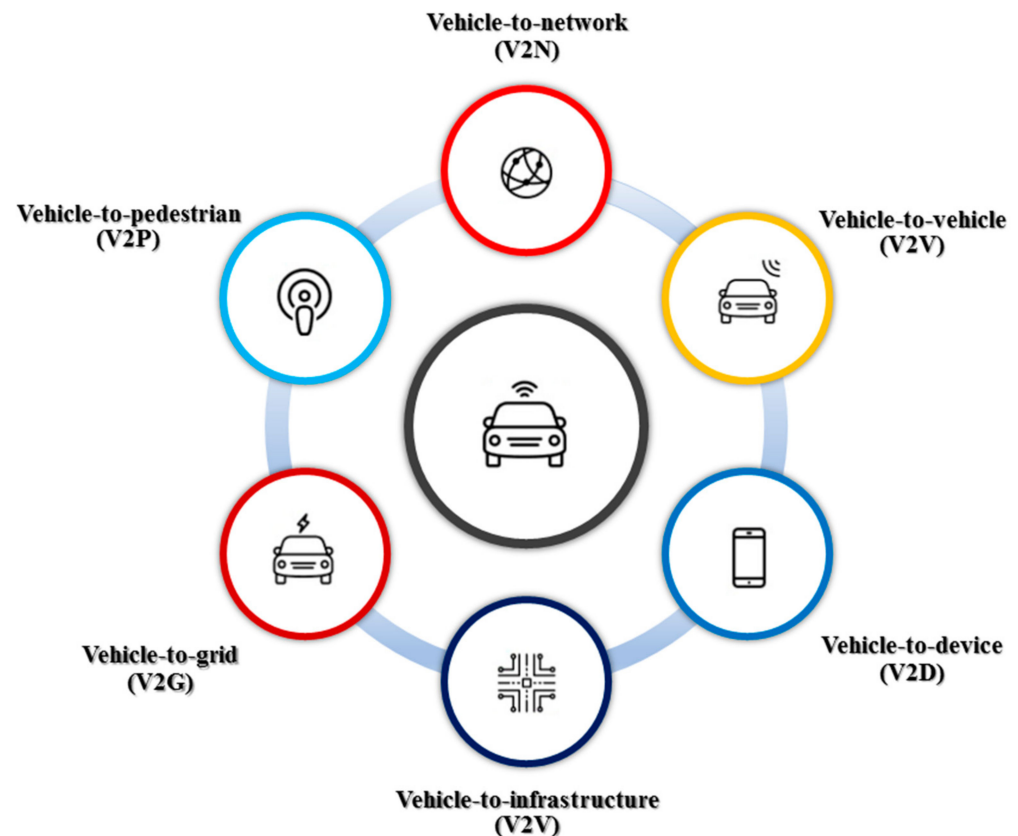 Vehicle-to-network
(V2N)
Vehicle-to-pedestrian
(V2P)
Vehicle-to-vehicle
(V2V)
Vehicle-to-grid
(V2G)
Vehicle-to-device
(V2D)
Vehicle-to-infrastructure
(V2V)